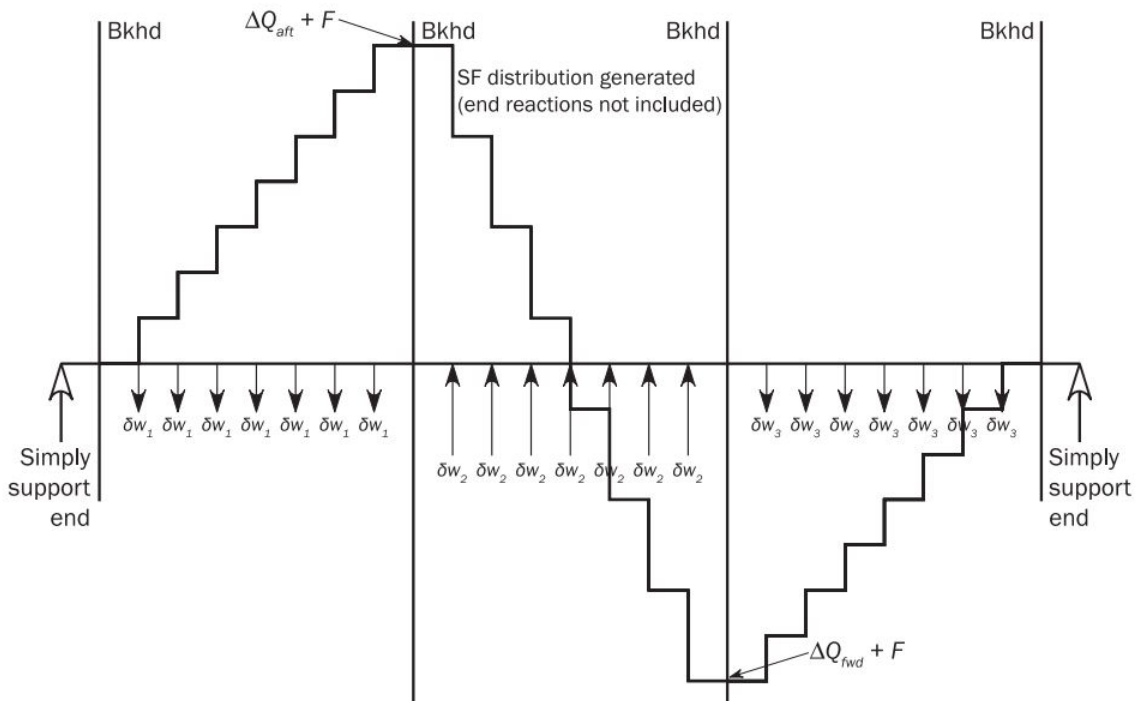 Bkhd
ΔQaft + F
Bkhd
Bkhd
Bkhd
SF distribution generated
(end reactions not included)
δw1 δw1 δw1 δw1 δw1 δw1 δw1
δw2 δw2 δw2 δw2 δw2 δw2 δw2
δw3 δw3 δw3 δw3 δw3 δw3 δw3
Simply
support
end
Simply
support
end
ΔQfwd + F